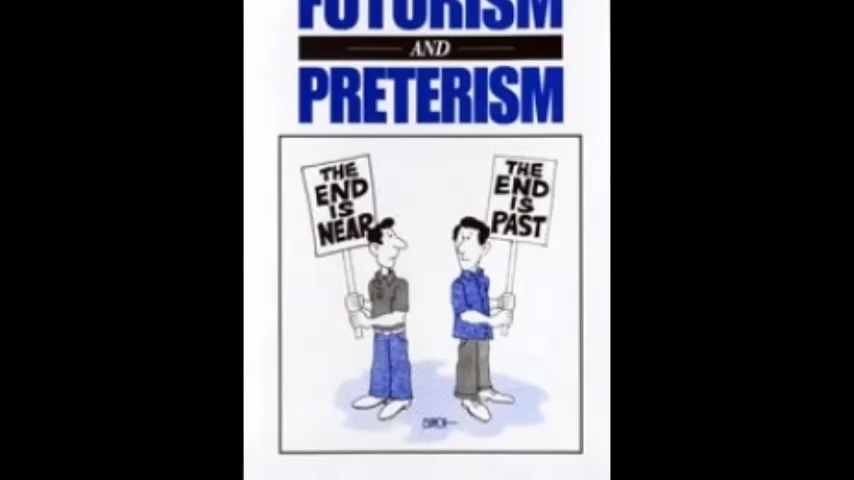 FUTURISM
AND
PRETERISM
THE
END
IS
NEAR
THE
END
IS
PAST